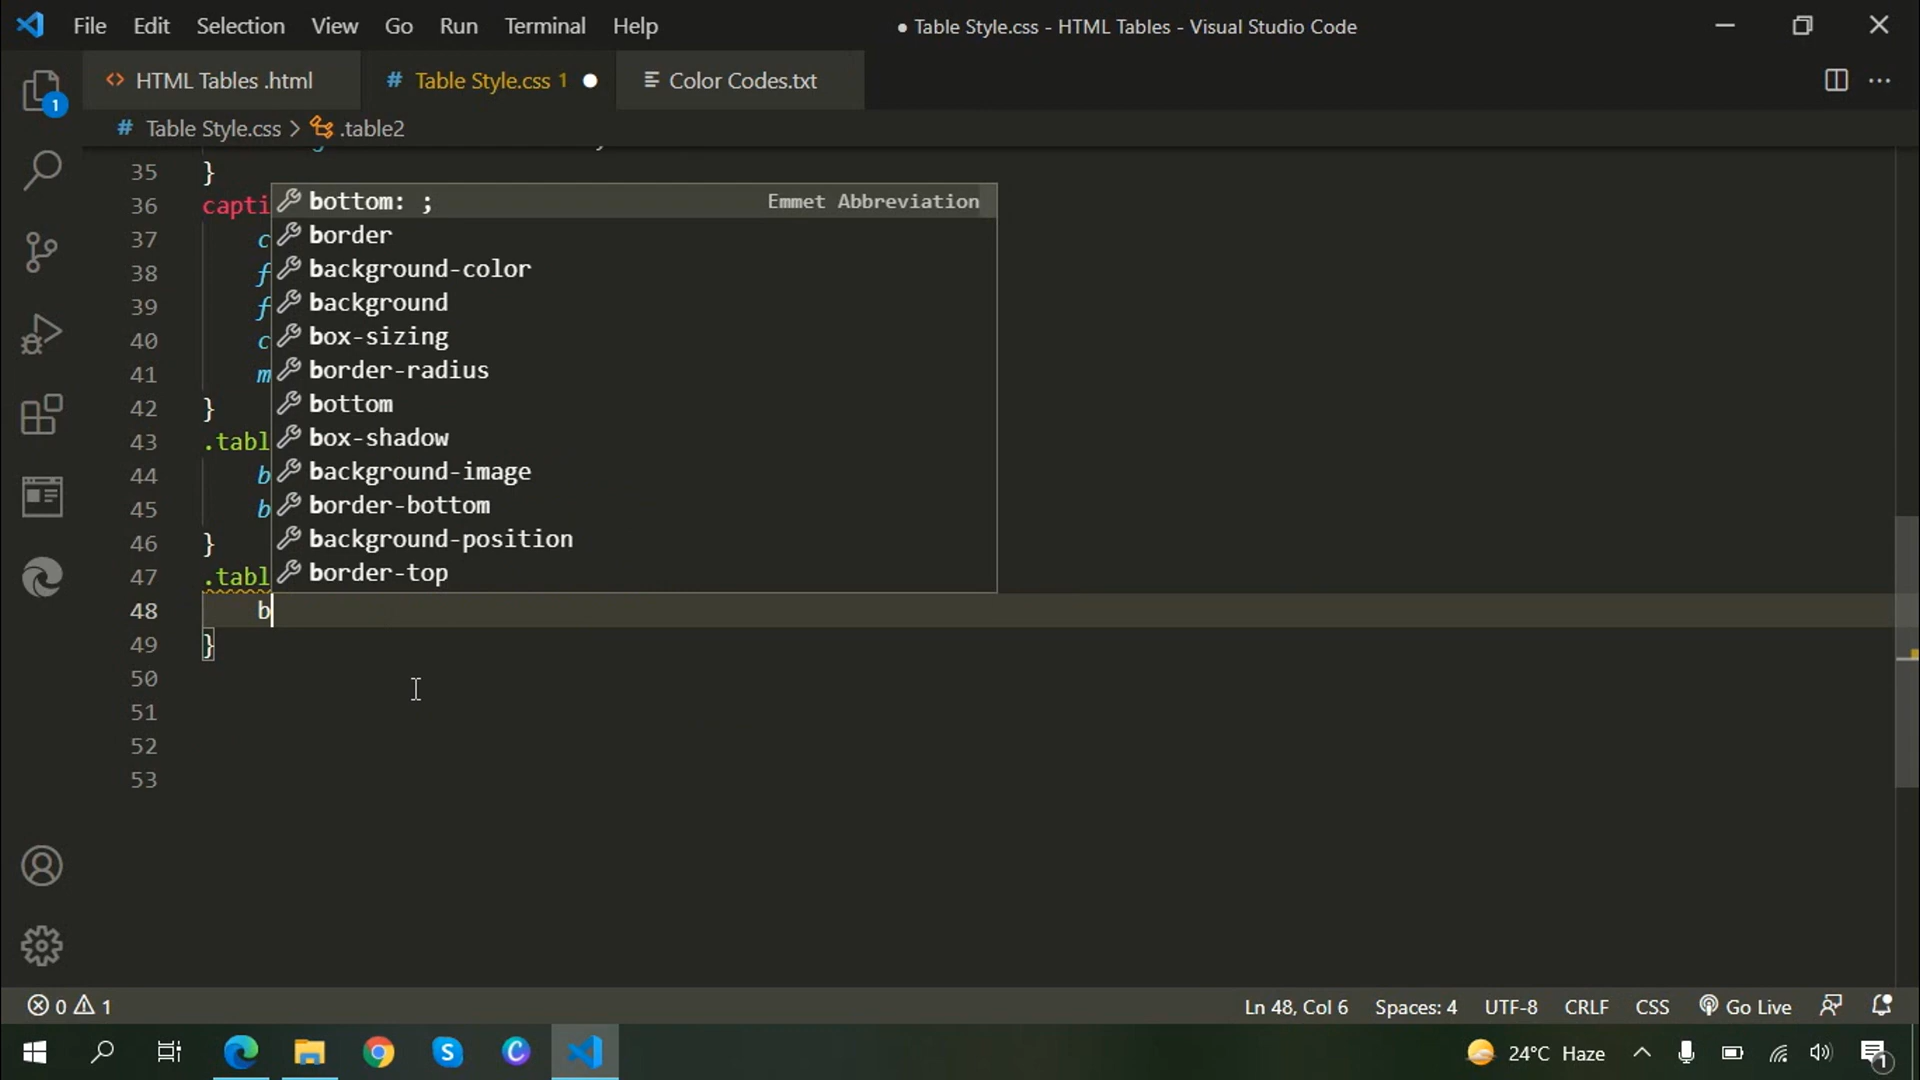 File Edit Selection View Go Run Terminal Help
● Table Style.css - HTML Tables - Visual Studio Code
HTML Tables .html
# Table Style.css 1
Color Codes.txt
# Table Style.css > .table2
35 }
36 capti
37 c
38 f
39 f
40 c
41 m
42 }
43 .tabl
44 b
45 b
46 }
47 .tabl
48 b
49 }
50
51
52
53
bottom: ; Emmet Abbreviation
border
background-color
background
box-sizing
border-radius
bottom
box-shadow
background-image
border-bottom
background-position
border-top
1
0 1
Ln 48, Col 6 Spaces: 4 UTF-8 CRLF CSS Go Live
24°C Haze
1